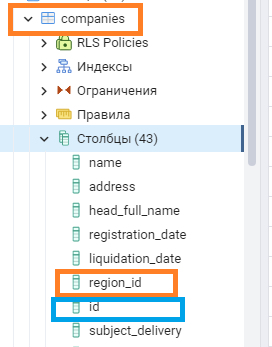 companies
RLS Policies
Индексы
Ограничения
Правила
Столбцы (43)
name
address
head_full_name
registration_date
liquidation_date
region_id
id
subject_delivery